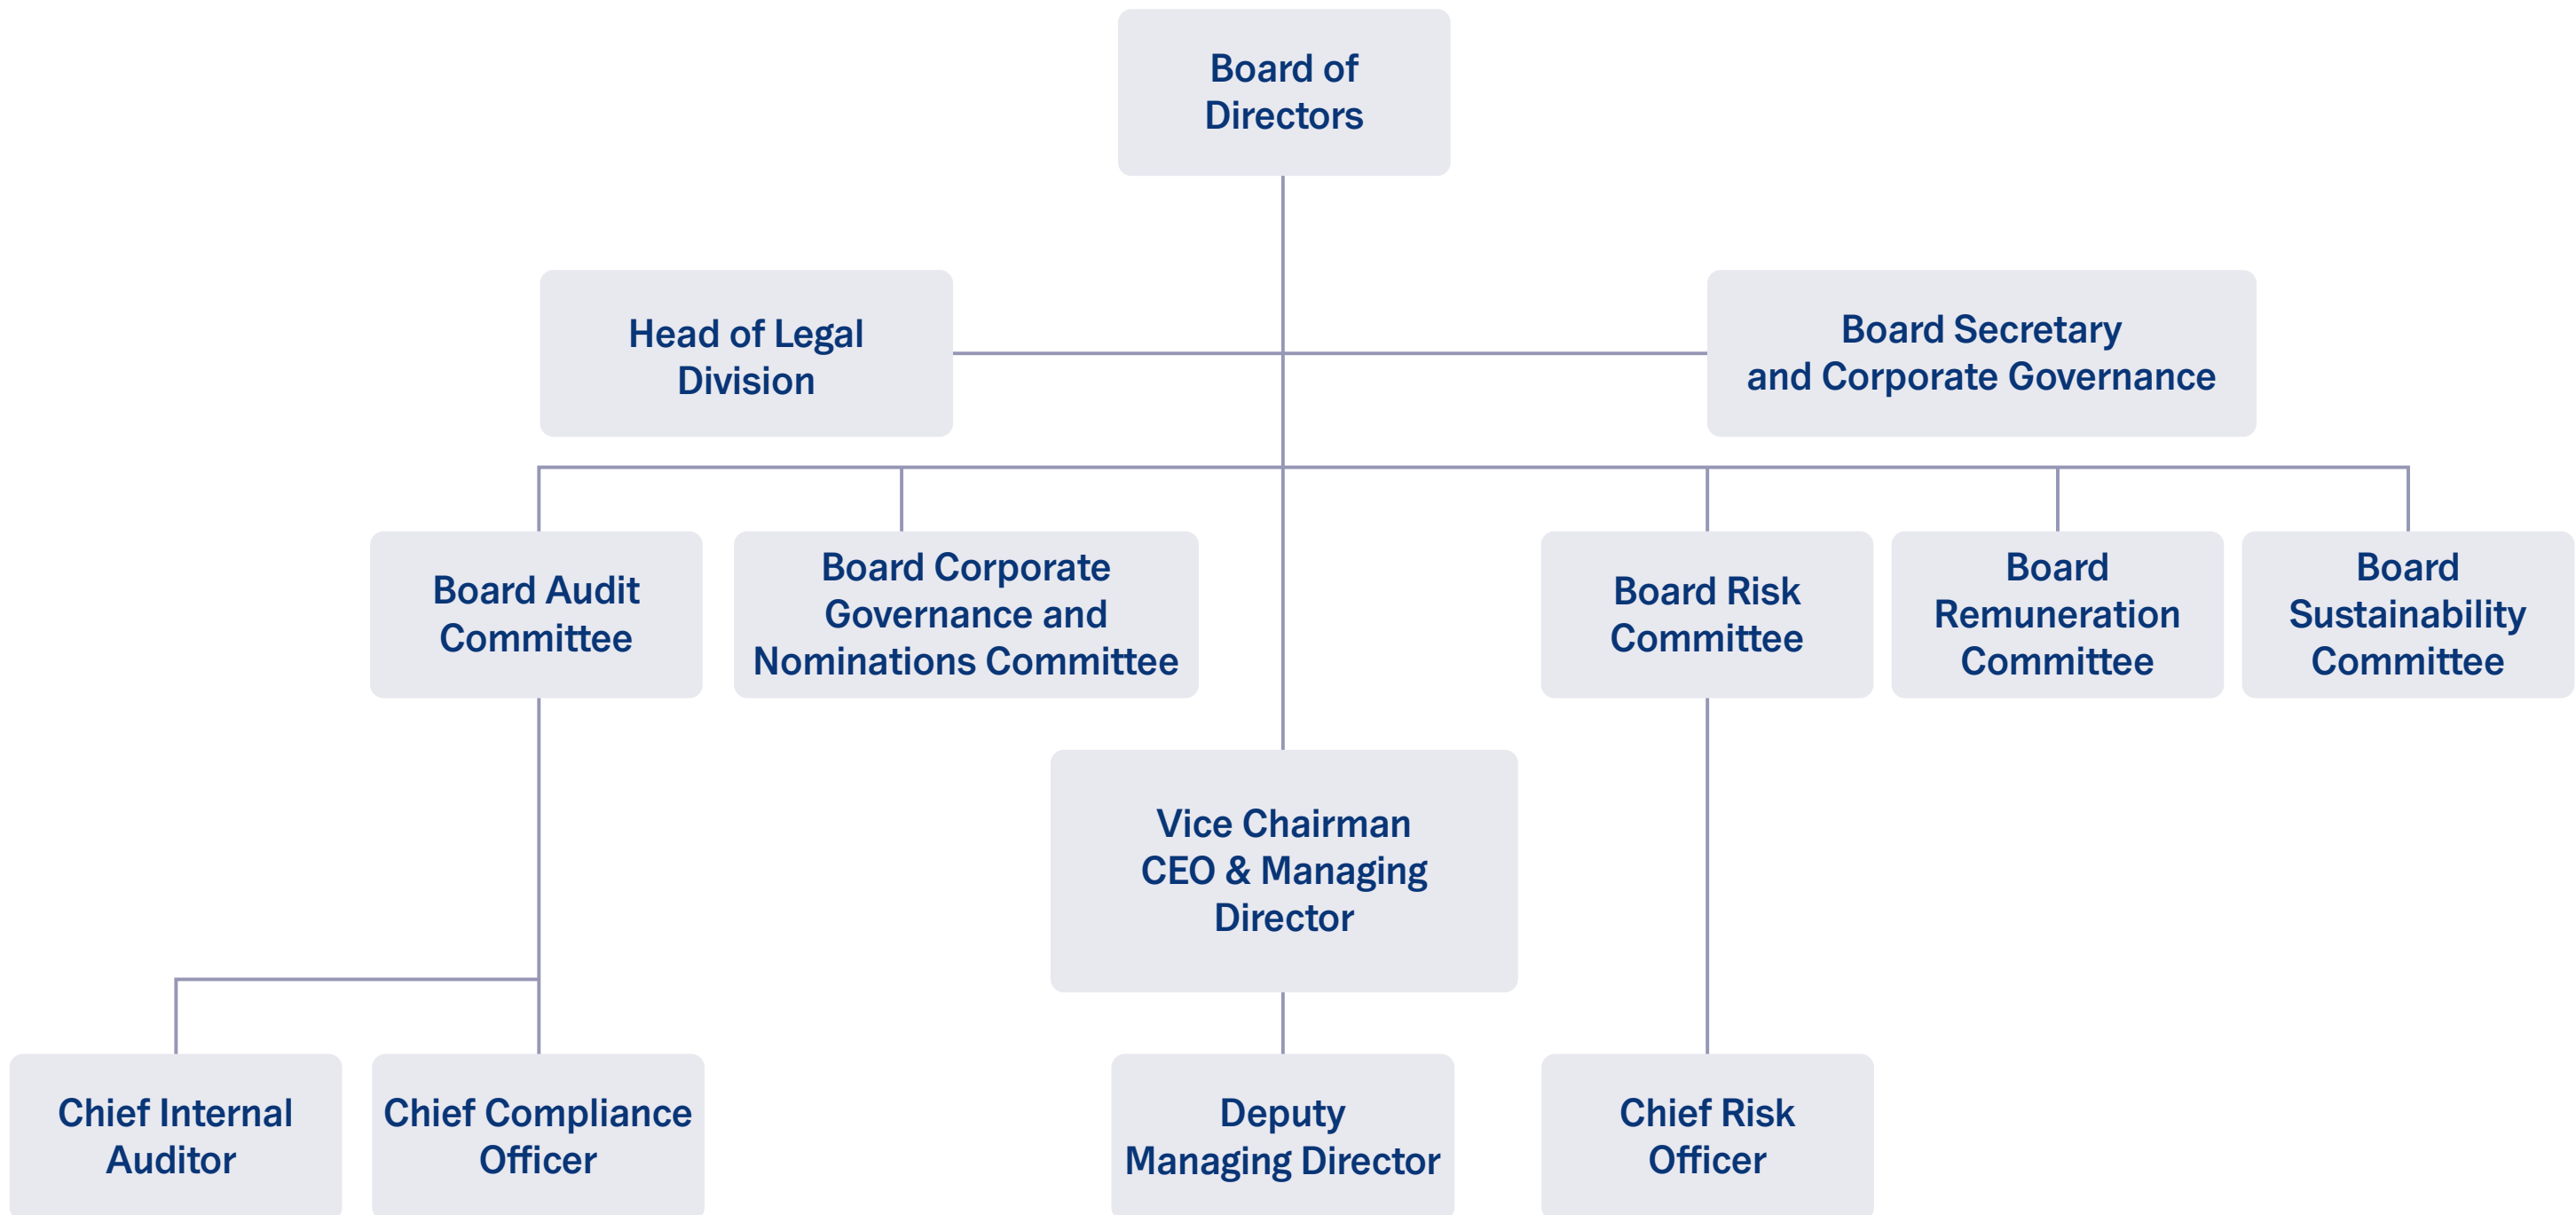 Board of
Directors
Head of Legal
Division
Board Secretary
and Corporate Governance
Board Audit
Committee
Board Corporate
Governance and
Nominations Committee
Board Risk
Committee
Board
Remuneration
Committee
Board
Sustainability
Committee
Vice Chairman
CEO & Managing
Director
Chief Internal
Auditor
Chief Compliance
Officer
Deputy
Managing Director
Chief Risk
Officer